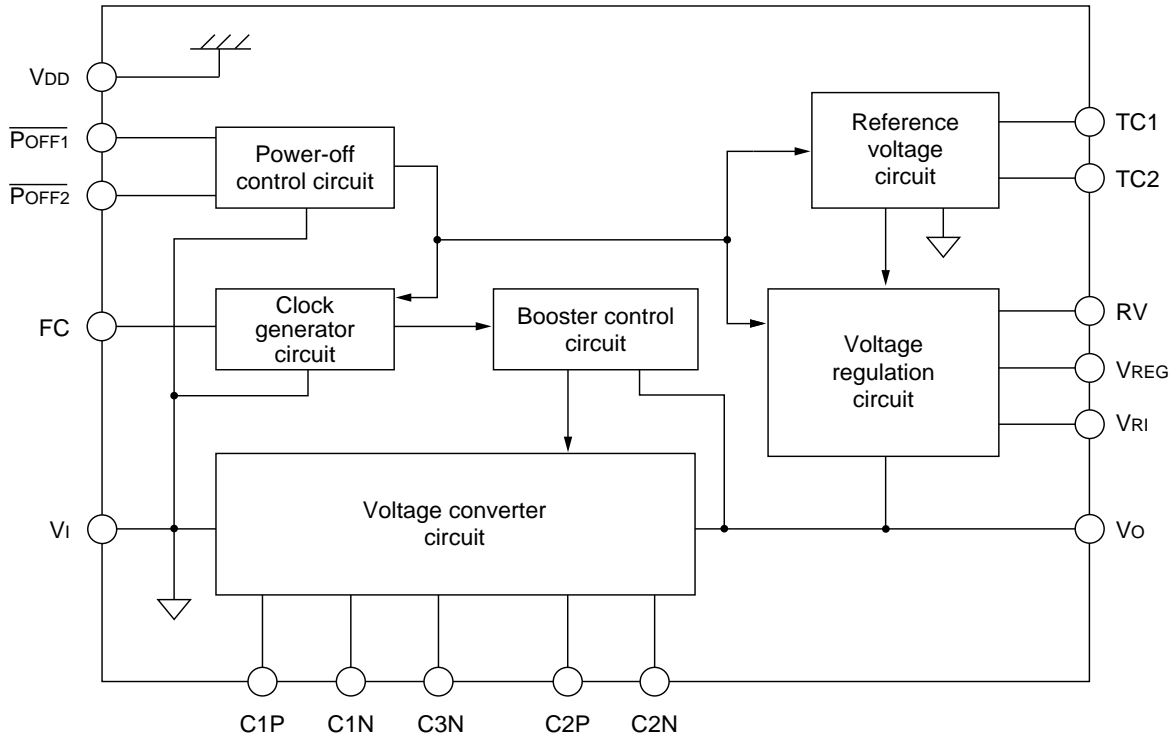 VDD
POFF1
POFF2
Power-off
control circuit
Reference
voltage
circuit
TC1
TC2
FC
Clock
generator
circuit
Booster control
circuit
Voltage
regulation
circuit
RV
VREG
VRI
VI
Voltage converter
circuit
VO
C1P
C1N
C3N
C2P
C2N